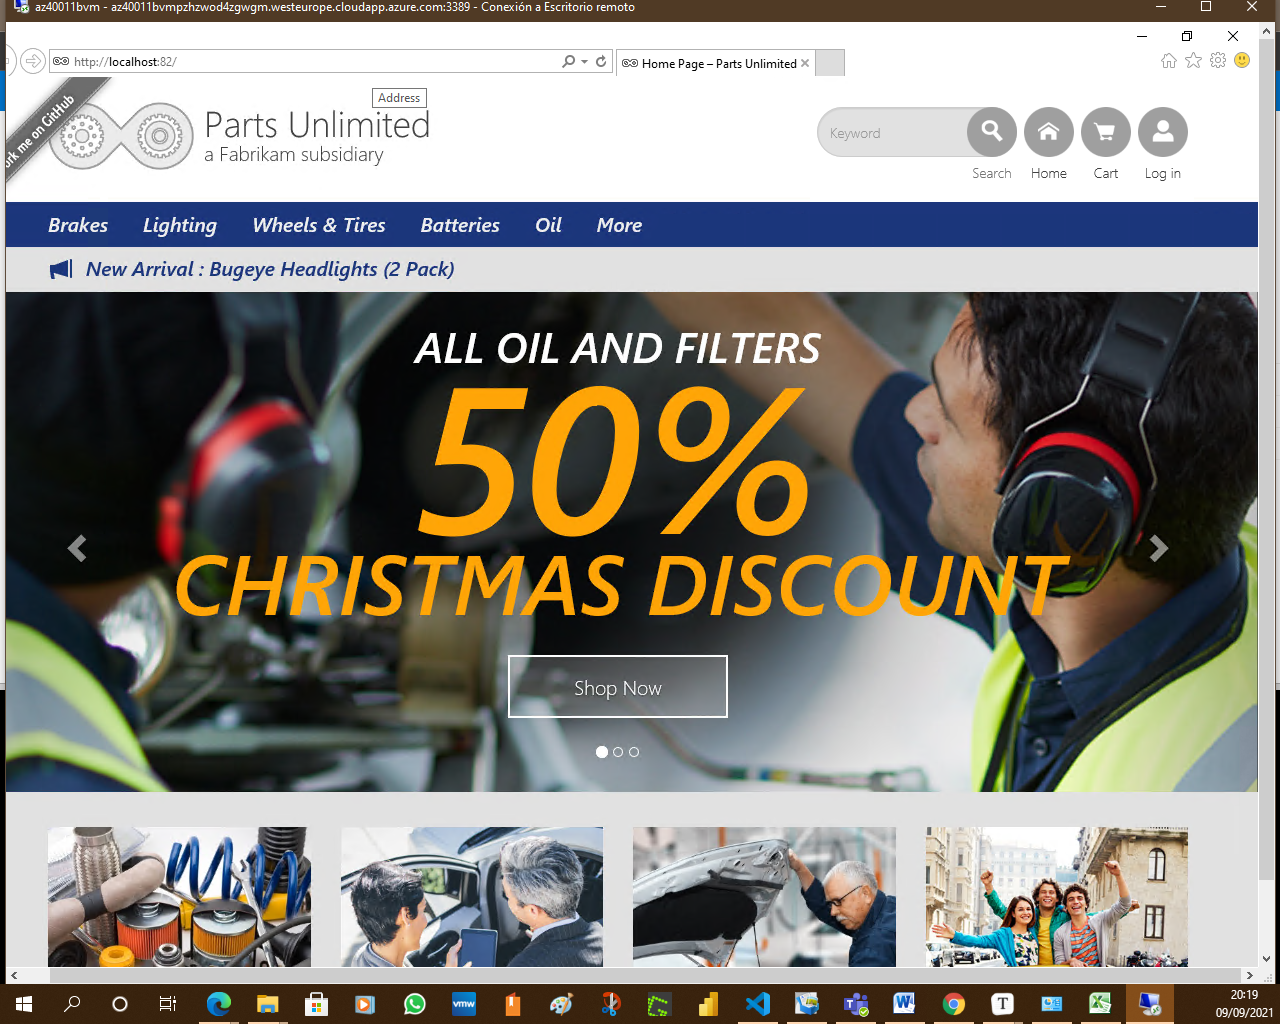 az40011bvm - az40011bvmpzhzwod4zgwgm.westeurope.cloudapp.azure.com:3389 - Conexión a Escritorio remoto
http://localhost:82/
Home Page – Parts Unlimited
Address
ork me on GitHub
Parts Unlimited
a Fabrikam subsidiary
Keyword
Search Home Cart Log in
Brakes Lighting Wheels & Tires Batteries Oil More
New Arrival : Bugeye Headlights (2 Pack)
ALL OIL AND FILTERS
50%
CHRISTMAS DISCOUNT
Shop Now
vmw
T
20:19
09/09/2021